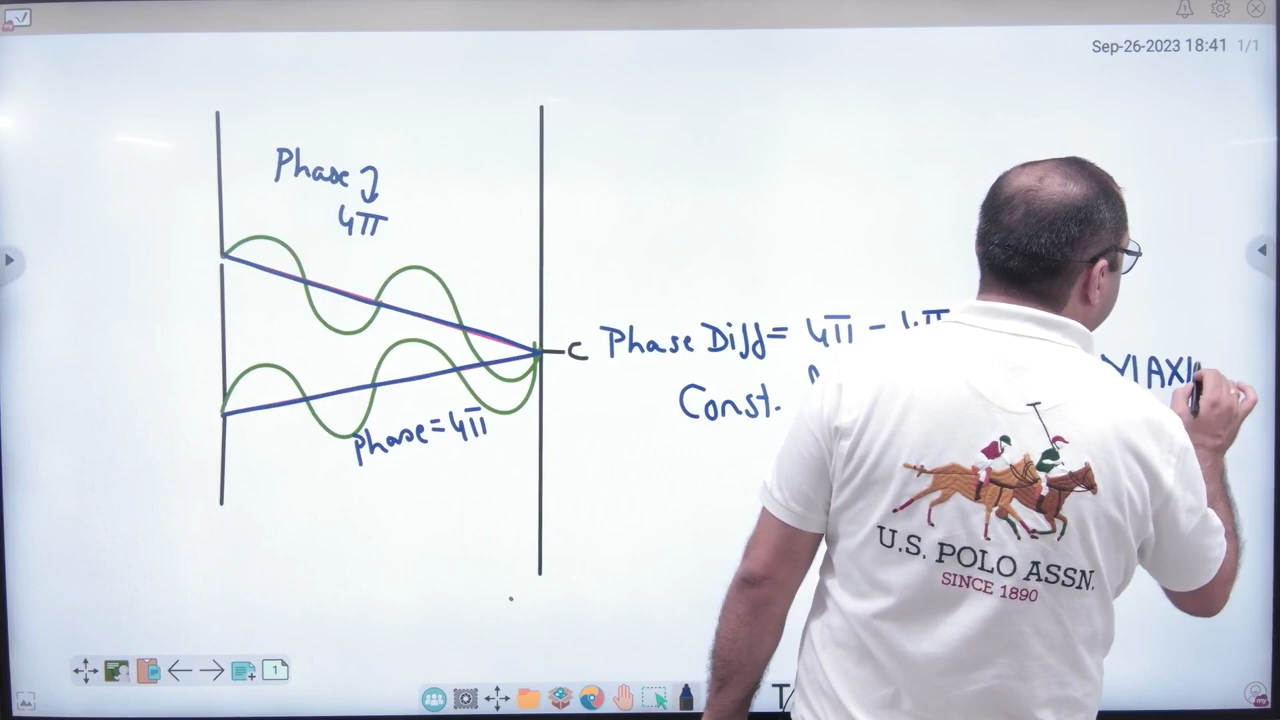 Sep-26-2023 18:41 1/1
Phase
4π
C
Phase Diff = 4π - 4π
Const.
Phase = 4π
U.S. POLO ASSN.
SINCE 1890
1